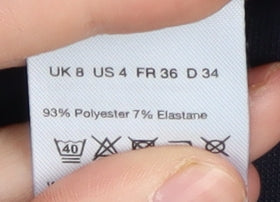 UK 8 US 4 FR 36 D 34
93% Polyester 7% Elastane
40